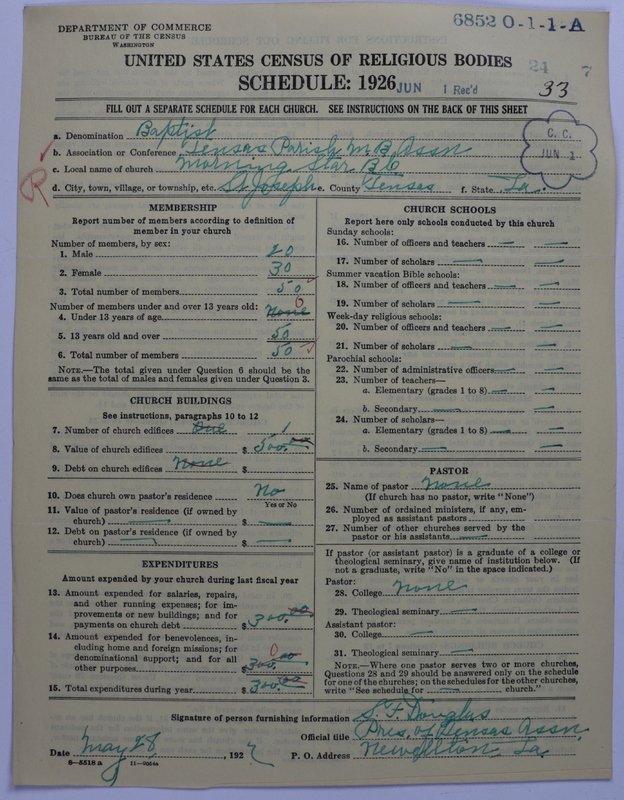 DEPARTMENT OF COMMERCE
BUREAU OF THE CENSUS
WASHINGTON
6852 0-1-1-A
UNITED STATES CENSUS OF RELIGIOUS BODIES
24 7
SCHEDULE: 1926
JUN 1 Rec'd
33
FILL OUT A SEPARATE SCHEDULE FOR EACH CHURCH. SEE INSTRUCTIONS ON THE BACK OF THIS SHEET
a. Denomination Baptist
b. Association or Conference Tensas Parish M B Assn
c. Local name of church Morning Star B C
d. City, town, village, or township, etc. St Joseph e. County Tensas f. State La.
C. C.
JUN 1
R
MEMBERSHIP
Report number of members according to definition of
member in your church
Number of members, by sex:
1. Male 20
2. Female 30
3. Total number of members 50
Number of members under and over 13 years old:
4. Under 13 years of age None 0
5. 13 years old and over 50
6. Total number of members 50
NOTE.—The total given under Question 6 should be the
same as the total of males and females given under Question 3.
CHURCH BUILDINGS
See instructions, paragraphs 10 to 12
7. Number of church edifices One 1
8. Value of church edifices $ 500.00
9. Debt on church edifices None $
10. Does church own pastor's residence No
Yes or No
11. Value of pastor's residence (if owned by
church) — $ —
12. Debt on pastor's residence (if owned by
church) — $ —
EXPENDITURES
Amount expended by your church during last fiscal year
13. Amount expended for salaries, repairs,
and other running expenses; for im-
provements or new buildings; and for
payments on church debt $ 300.00
14. Amount expended for benevolences, in-
cluding home and foreign missions; for
denominational support; and for all
other purposes $ 300.00 0
15. Total expenditures during year $ 300.00
CHURCH SCHOOLS
Report here only schools conducted by this church
Sunday schools:
16. Number of officers and teachers — —
17. Number of scholars — —
Summer vacation Bible schools:
18. Number of officers and teachers — —
19. Number of scholars — —
Week-day religious schools:
20. Number of officers and teachers — —
21. Number of scholars — —
Parochial schools:
22. Number of administrative officers — —
23. Number of teachers—
a. Elementary (grades 1 to 8) — —
b. Secondary — —
24. Number of scholars—
a. Elementary (grades 1 to 8) — —
b. Secondary — —
PASTOR
25. Name of pastor None
(If church has no pastor, write "None")
26. Number of ordained ministers, if any, em-
ployed as assistant pastors —
27. Number of other churches served by the
pastor or his assistants — —
If pastor (or assistant pastor) is a graduate of a college or
theological seminary, give name of institution below. (If
not a graduate, write "No" in the space indicated.)
Pastor:
28. College None
29. Theological seminary —
Assistant pastor:
30. College —
31. Theological seminary —
NOTE.—Where one pastor serves two or more churches,
Questions 28 and 29 should be answered only on the schedule
for one of the churches; on the schedules for the other churches,
write "See schedule for — church."
Signature of person furnishing information S. F. Douglas
Official title Pres. of Tensas Assn.
Date May 28, 1927 P. O. Address Newellton, La.
8—5518 a 11—9054a